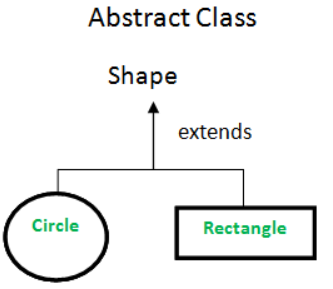 Abstract Class
Shape
extends
Circle
Rectangle